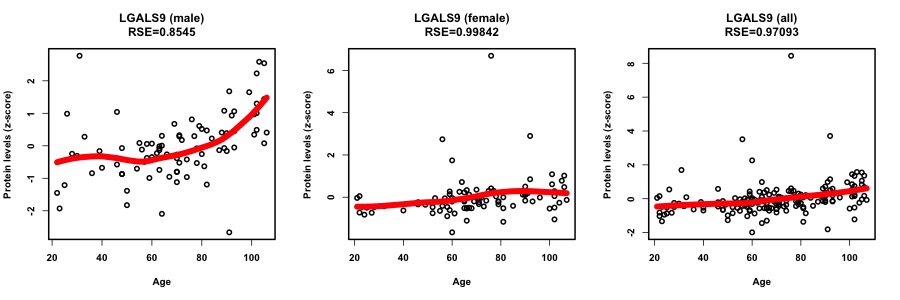 LGALS9 (male)
RSE=0.8545
Protein levels (z-score)
2
1
0
-1
-2
20 40 60 80 100
Age
LGALS9 (female)
RSE=0.99842
Protein levels (z-score)
6
4
2
0
20 40 60 80 100
Age
LGALS9 (all)
RSE=0.97093
Protein levels (z-score)
8
6
4
2
0
-2
20 40 60 80 100
Age